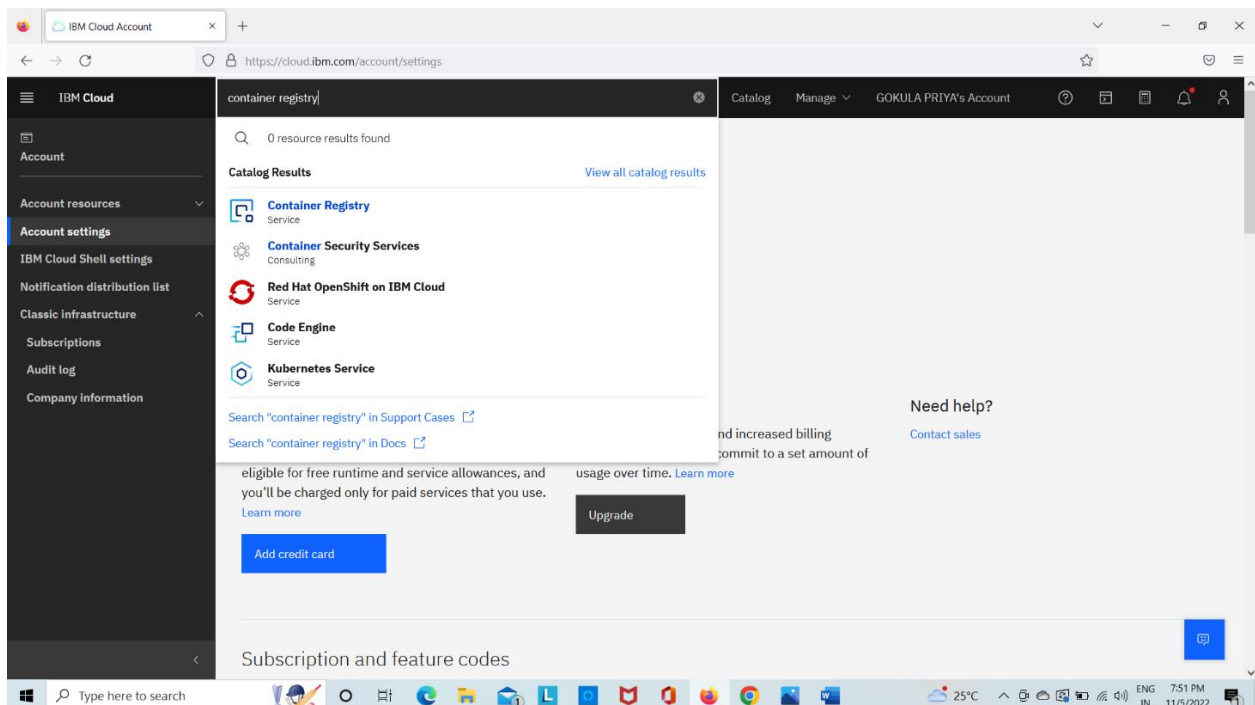 IBM Cloud Account
https://cloud.ibm.com/account/settings
IBM Cloud
container registry
Catalog
Manage
GOKULA PRIYA's Account
Account
Account resources
Account settings
IBM Cloud Shell settings
Notification distribution list
Classic infrastructure
Subscriptions
Audit log
Company information
0 resource results found
Catalog Results
View all catalog results
Container Registry
Service
Container Security Services
Consulting
Red Hat OpenShift on IBM Cloud
Service
Code Engine
Service
Kubernetes Service
Service
Search "container registry" in Support Cases
Search "container registry" in Docs
eligible for free runtime and service allowances, and
you'll be charged only for paid services that you use.
Learn more
Add credit card
nd increased billing
commit to a set amount of
usage over time. Learn more
Upgrade
Need help?
Contact sales
Subscription and feature codes
Type here to search
L
25°C
ENG
IN
7:51 PM
11/5/2022